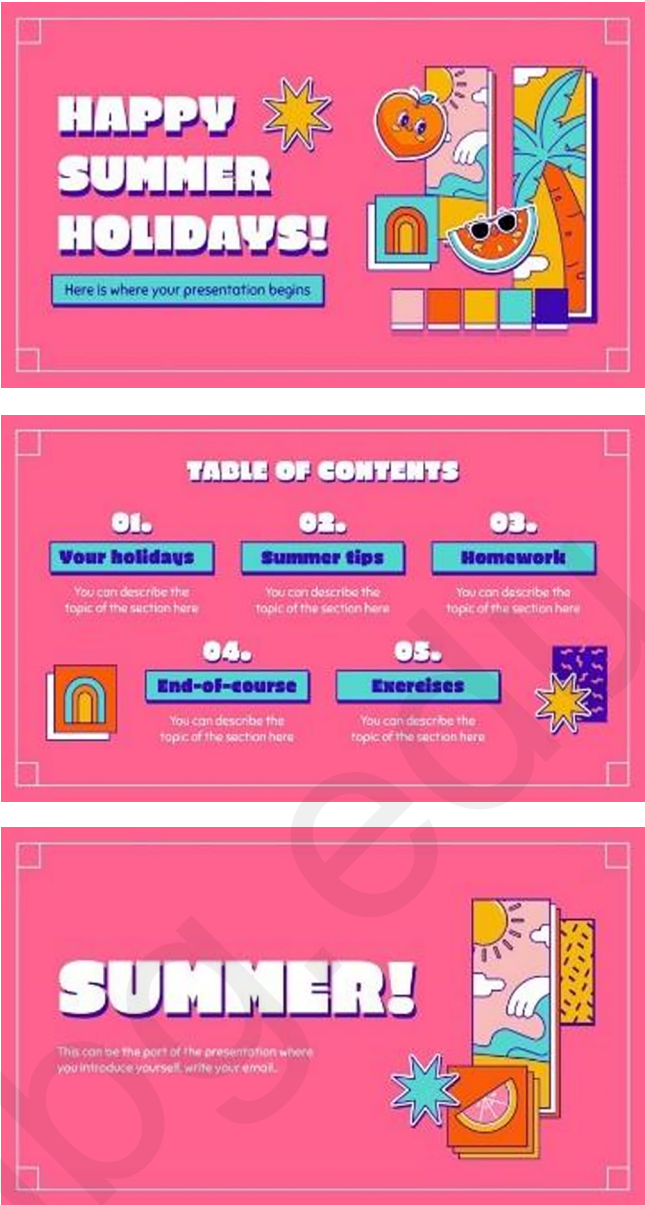 HAPPY
SUMMER
HOLIDAYS!
Here is where your presentation begins
TABLE OF CONTENTS
01.
Your holidays
You can describe the
topic of the section here
02.
Summer tips
You can describe the
topic of the section here
03.
Homework
You can describe the
topic of the section here
04.
End-of-course
You can describe the
topic of the section here
05.
Exercises
You can describe the
topic of the section here
SUMMER!
This can be the part of the presentation where
you introduce yourself, write your email..
bg.edu